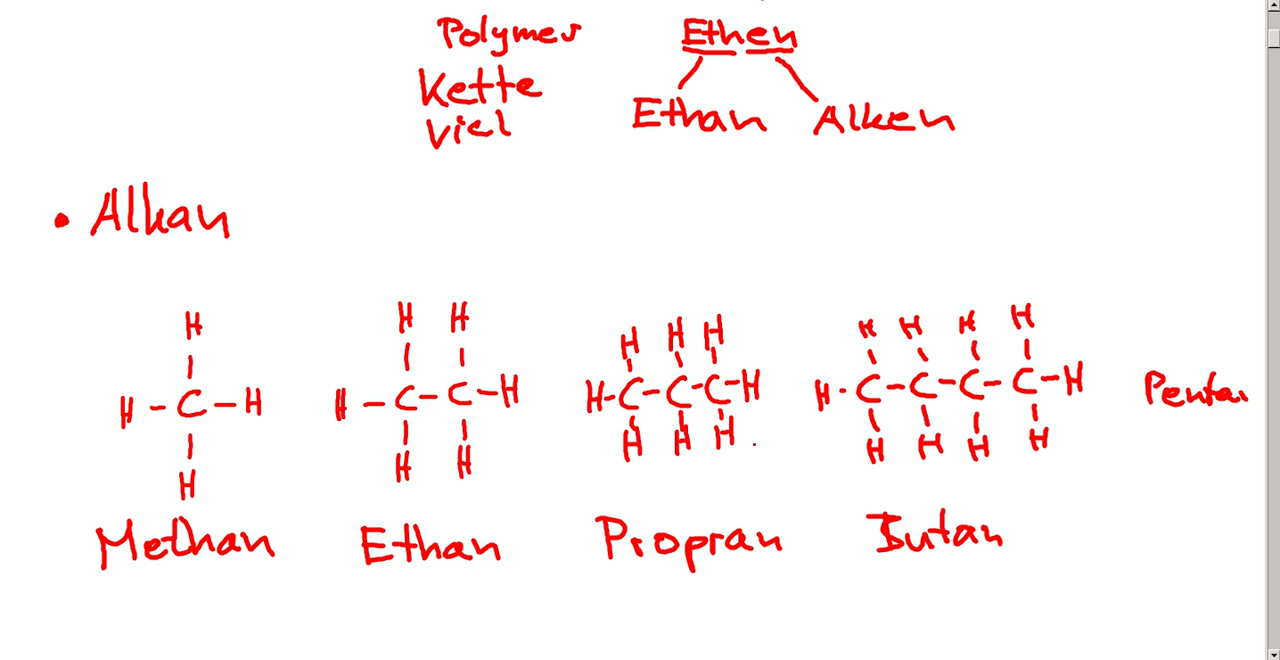 Polymer Ethen
Kette
viel
Ethan Alken
• Alkan
H
H - C - H
H
Methan
H H
H - C - C - H
H H
Ethan
H H H
H - C - C - C - H
H H H
Propran
H H H H
H - C - C - C - C - H
H H H H
Butan
Pentan